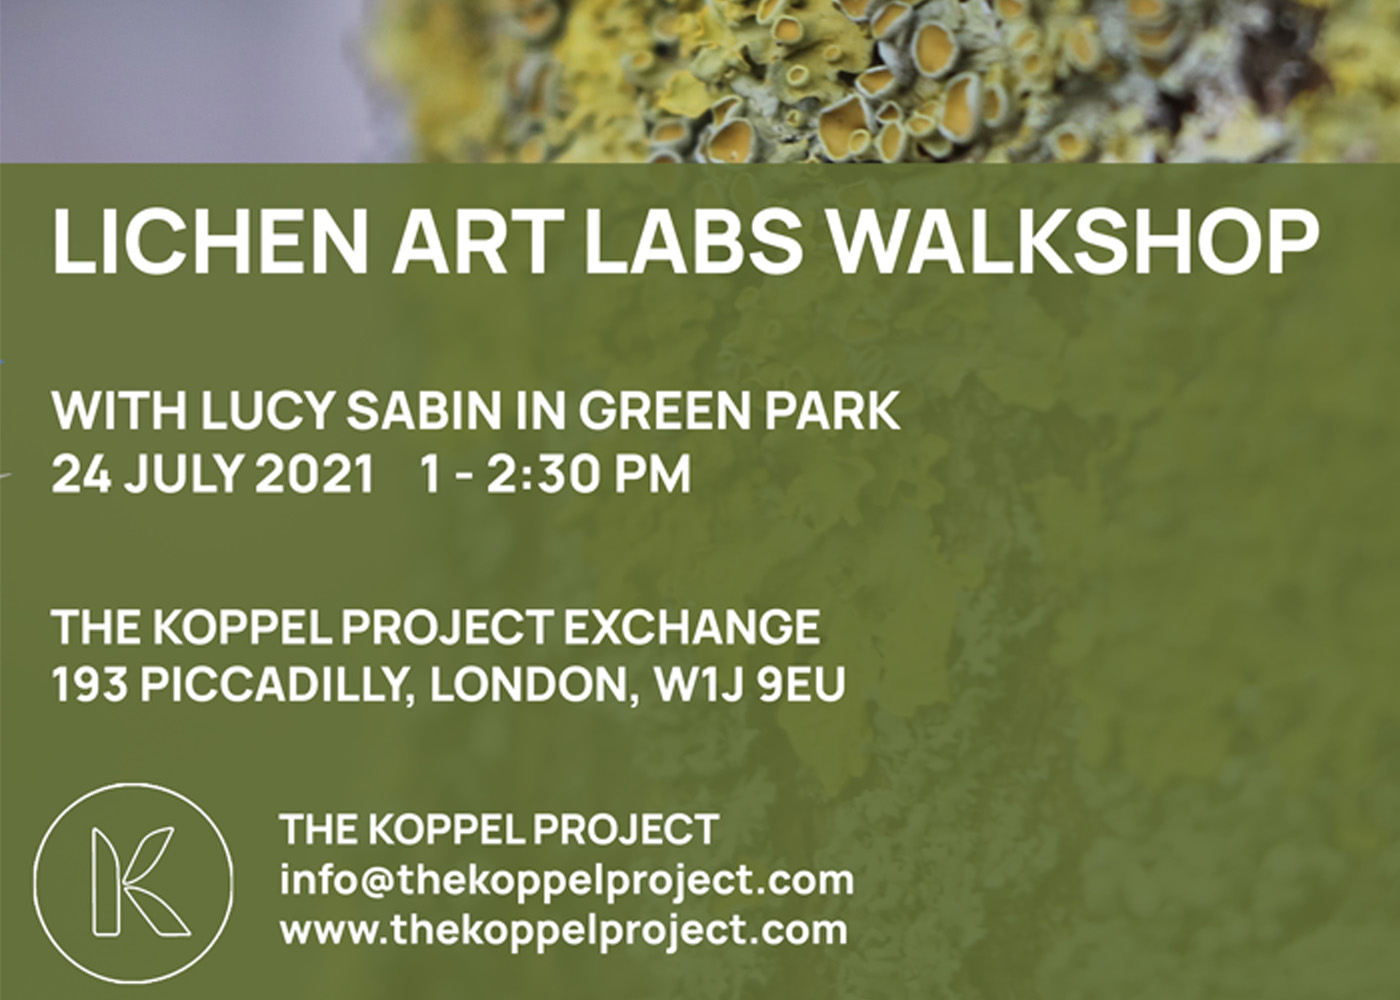 LICHEN ART LABS WALKSHOP
WITH LUCY SABIN IN GREEN PARK
24 JULY 2021 1 - 2:30 PM
THE KOPPEL PROJECT EXCHANGE
193 PICCADILLY, LONDON, W1J 9EU
K
THE KOPPEL PROJECT
info@thekoppelproject.com
www.thekoppelproject.com